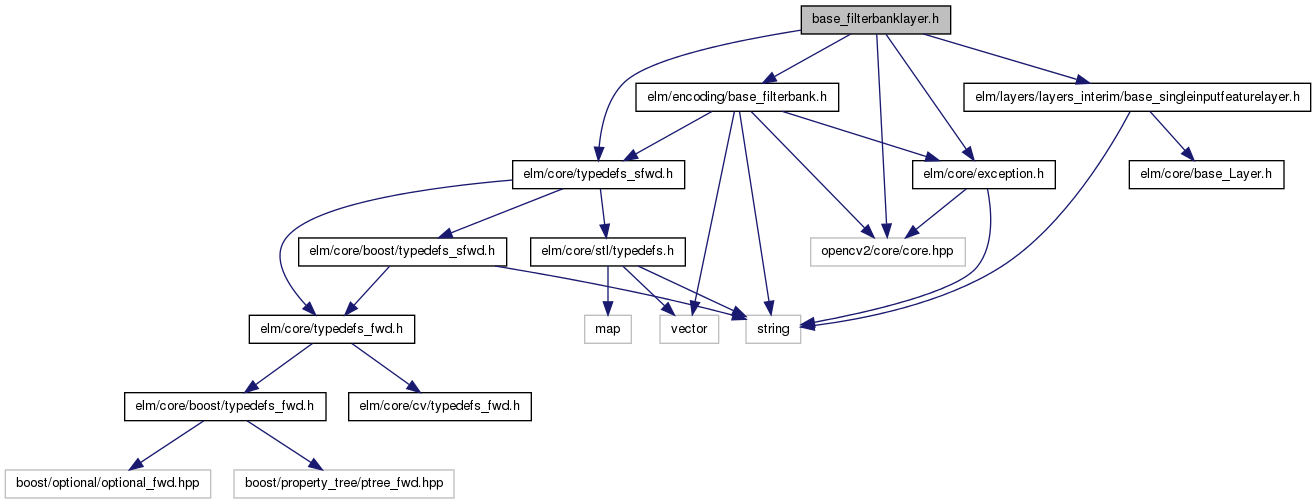 base_filterbanklayer.h
elm/encoding/base_filterbank.h
elm/layers/layers_interim/base_singleinputfeaturelayer.h
elm/core/typedefs_sfwd.h
elm/core/exception.h
elm/core/base_Layer.h
elm/core/boost/typedefs_sfwd.h
elm/core/stl/typedefs.h
opencv2/core/core.hpp
elm/core/typedefs_fwd.h
map
vector
string
elm/core/boost/typedefs_fwd.h
elm/core/cv/typedefs_fwd.h
boost/optional/optional_fwd.hpp
boost/property_tree/ptree_fwd.hpp